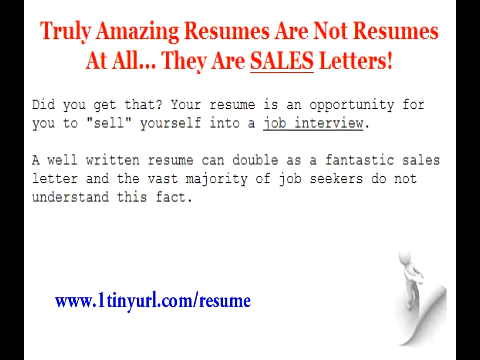 Truly Amazing Resumes Are Not Resumes
At All... They Are SALES Letters!
Did you get that? Your resume is an opportunity for
you to "sell" yourself into a job interview.
A well written resume can double as a fantastic sales
letter and the vast majority of job seekers do not
understand this fact.
www.1tinyurl.com/resume